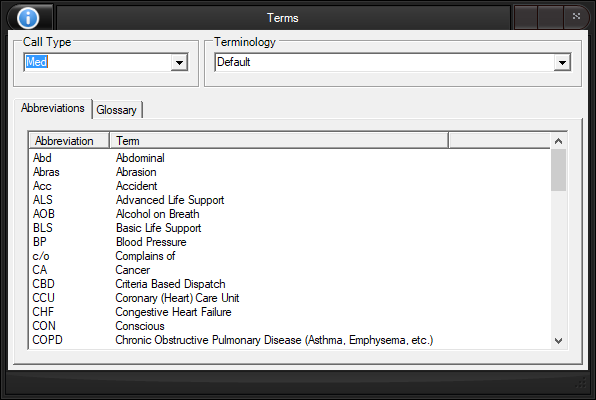 Terms
Call Type
Terminology
Med
Default
Abbreviations
Glossary
Abbreviation Term
Abd Abdominal
Abras Abrasion
Acc Accident
ALS Advanced Life Support
AOB Alcohol on Breath
BLS Basic Life Support
BP Blood Pressure
c/o Complains of
CA Cancer
CBD Criteria Based Dispatch
CCU Coronary (Heart) Care Unit
CHF Congestive Heart Failure
CON Conscious
COPD Chronic Obstructive Pulmonary Disease (Asthma, Emphysema, etc.)